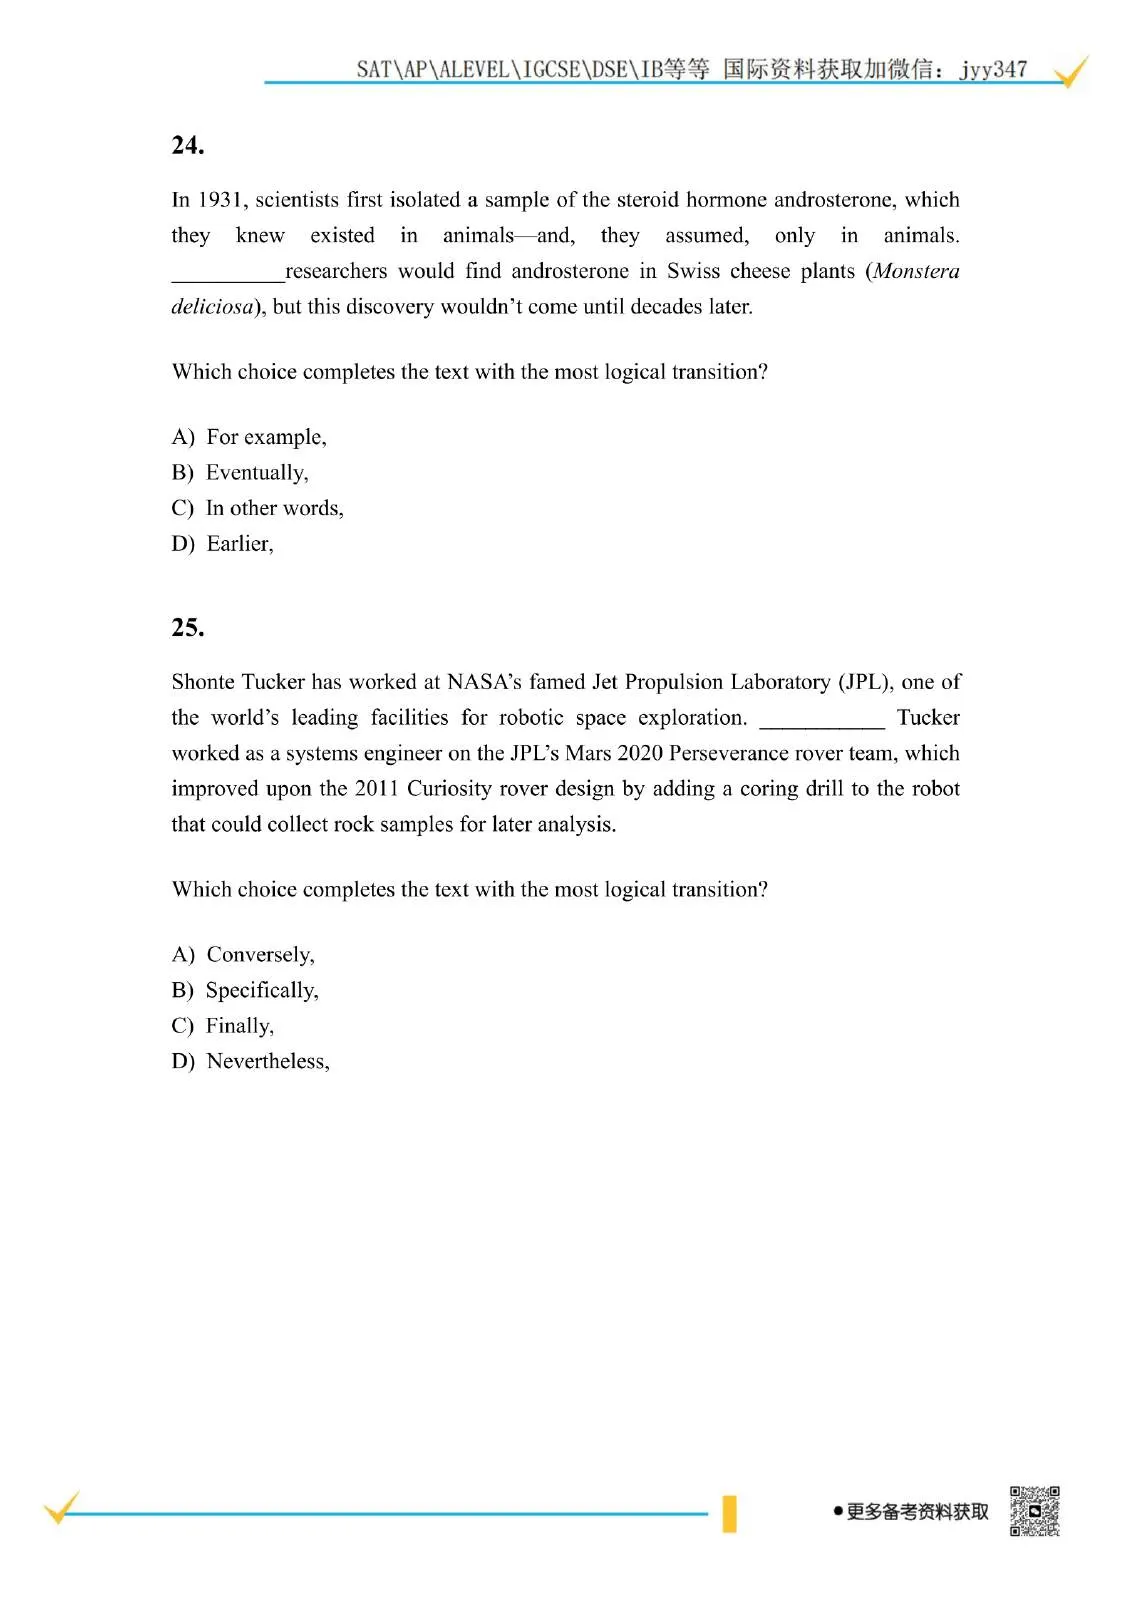 SAT\AP\ALEVEL\IGCSE\DSE\IB等等 国际资料获取加微信：jyy347
24.
In 1931, scientists first isolated a sample of the steroid hormone androsterone, which
they knew existed in animals—and, they assumed, only in animals.
__________researchers would find androsterone in Swiss cheese plants (Monstera
deliciosa), but this discovery wouldn’t come until decades later.
Which choice completes the text with the most logical transition?
A) For example,
B) Eventually,
C) In other words,
D) Earlier,
25.
Shonte Tucker has worked at NASA’s famed Jet Propulsion Laboratory (JPL), one of
the world’s leading facilities for robotic space exploration. ___________ Tucker
worked as a systems engineer on the JPL’s Mars 2020 Perseverance rover team, which
improved upon the 2011 Curiosity rover design by adding a coring drill to the robot
that could collect rock samples for later analysis.
Which choice completes the text with the most logical transition?
A) Conversely,
B) Specifically,
C) Finally,
D) Nevertheless,
●更多备考资料获取